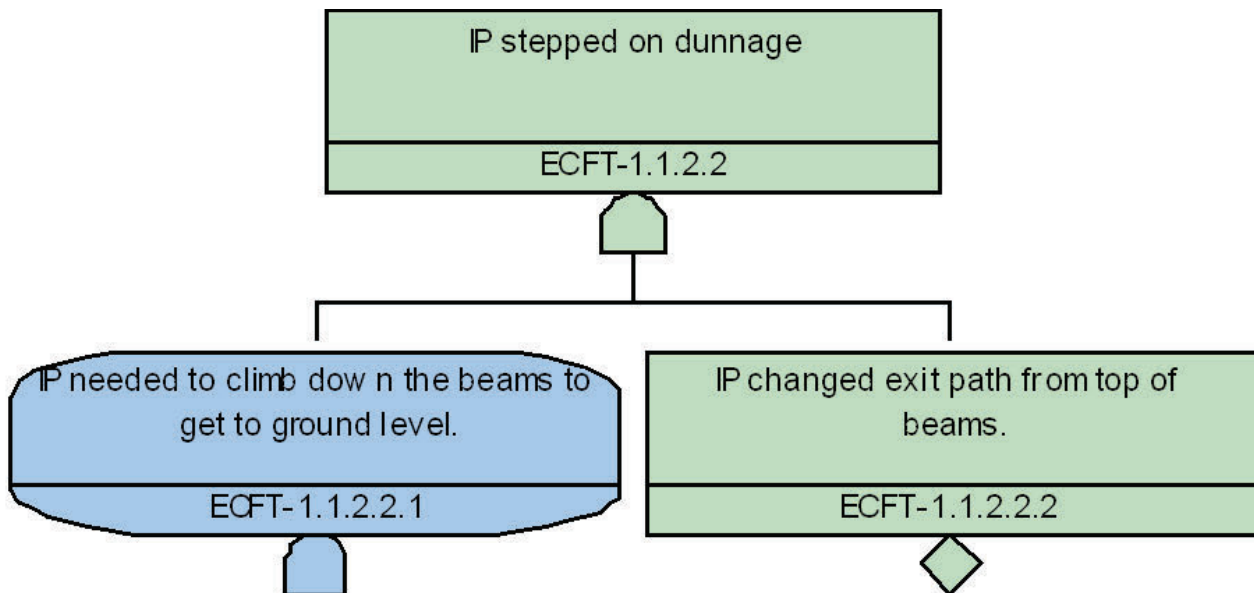 IP stepped on dunnage
ECFT-1.1.2.2
IP needed to climb down the beams to
get to ground level.
ECFT-1.1.2.2.1
IP changed exit path from top of
beams.
ECFT-1.1.2.2.2